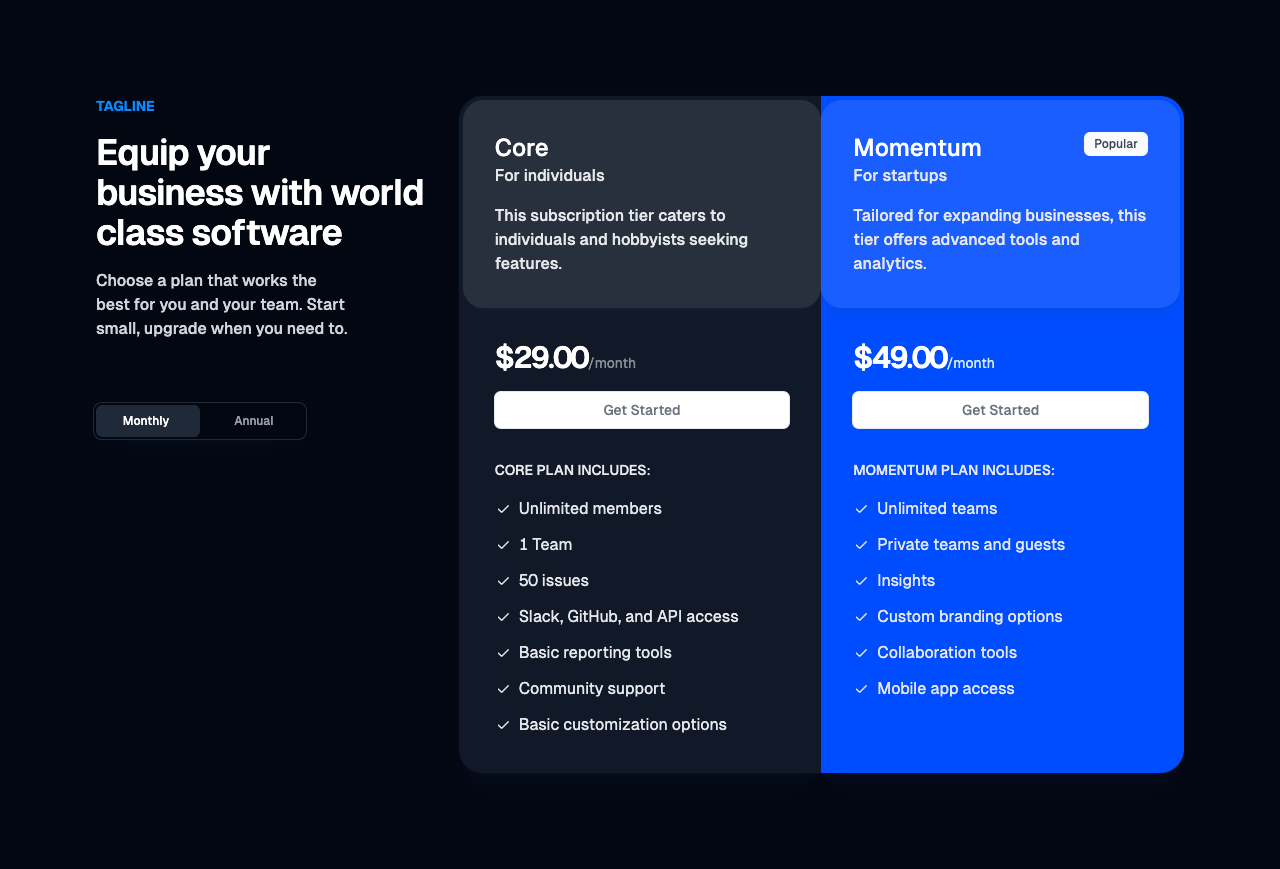 TAGLINE
Equip your
business with world
class software
Choose a plan that works the
best for you and your team. Start
small, upgrade when you need to.
Monthly
Annual
Core
For individuals
This subscription tier caters to
individuals and hobbyists seeking
features.
$29.00/month
Get Started
CORE PLAN INCLUDES:
Unlimited members
1 Team
50 issues
Slack, GitHub, and API access
Basic reporting tools
Community support
Basic customization options
Momentum
Popular
For startups
Tailored for expanding businesses, this
tier offers advanced tools and
analytics.
$49.00/month
Get Started
MOMENTUM PLAN INCLUDES:
Unlimited teams
Private teams and guests
Insights
Custom branding options
Collaboration tools
Mobile app access